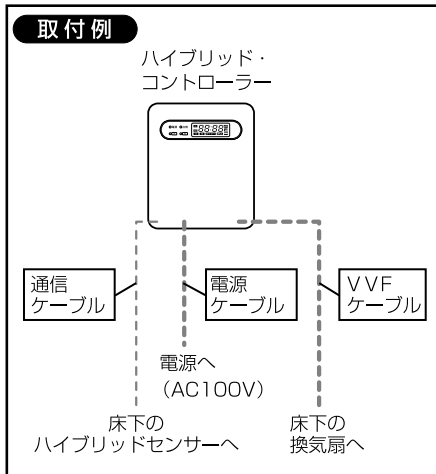 取付例
ハイブリッド・
コントローラー
通信
ケーブル
電源
ケーブル
VVF
ケーブル
電源へ
(AC100V)
床下の
ハイブリッドセンサーへ
床下の
換気扇へ